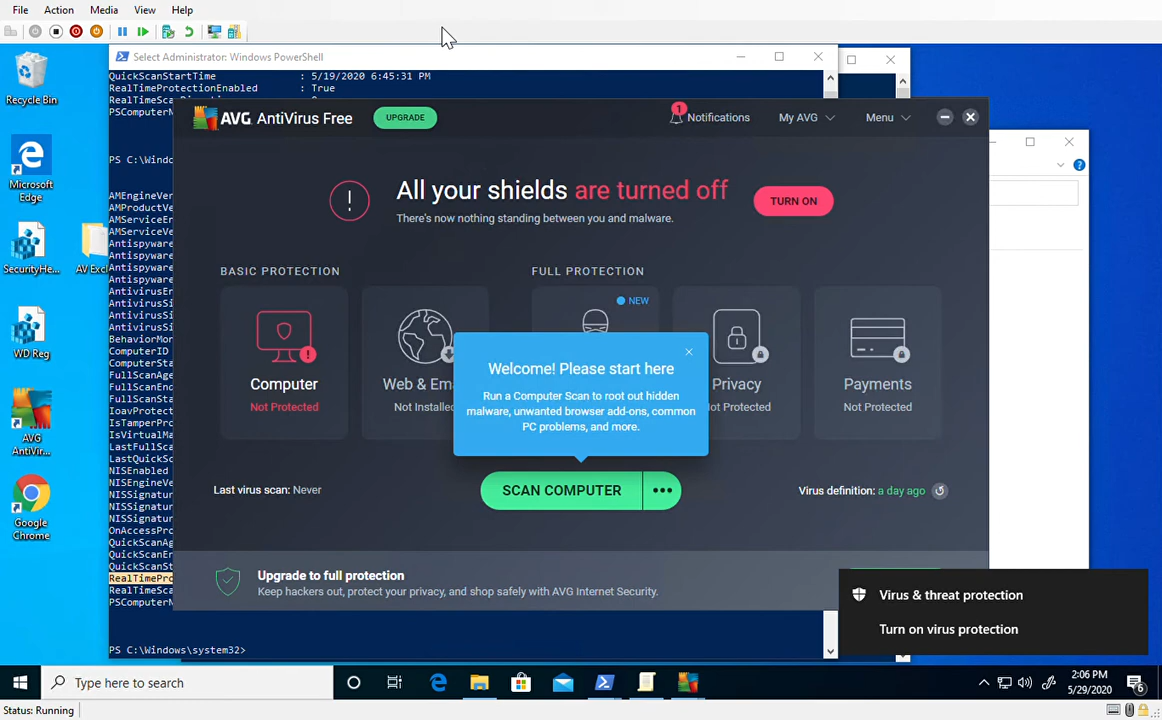 File Action Media View Help
Select Administrator: Windows PowerShell
QuickScanStartTime : 5/19/2020 6:45:31 PM
RealTimeProtectionEnabled : True
RealTimeSca
PSComputerN
PS C:\Windo
AMEngineVer
AMProductVe
AMServiceEn
AMServiceVe
Antispyware
Antispyware
Antispyware
Antispyware
AntivirusEn
AntivirusSi
AntivirusSi
AntivirusSi
BehaviorMon
ComputerID
ComputerSta
FullScanAge
FullScanEnd
FullScanSta
IoavProtect
IsTamperPro
IsVirtualMa
LastFullSca
LastQuickSc
NISEnabled
NISEngineVe
NISSignatur
NISSignatur
NISSignatur
OnAccessPro
QuickScanAg
QuickScanEn
QuickScanSt
RealTimePro
RealTimeSca
PSComputerN
PS C:\Windows\system32>
Recycle Bin
Microsoft
Edge
SecurityHe...
AV Excl
WD Reg
AVG
AntiVir...
Google
Chrome
AVG AntiVirus Free UPGRADE
1
Notifications My AVG Menu
All your shields are turned off
There's now nothing standing between you and malware.
TURN ON
BASIC PROTECTION FULL PROTECTION
NEW
Computer
Not Protected
Web & Ema
Not Installed
Privacy
ot Protected
Payments
Not Protected
Welcome! Please start here
Run a Computer Scan to root out hidden
malware, unwanted browser add-ons, common
PC problems, and more.
Last virus scan: Never
SCAN COMPUTER
Virus definition: a day ago
Upgrade to full protection
Keep hackers out, protect your privacy, and shop safely with AVG Internet Security.
Virus & threat protection
Turn on virus protection
Type here to search
2:06 PM
5/29/2020
6
Status: Running